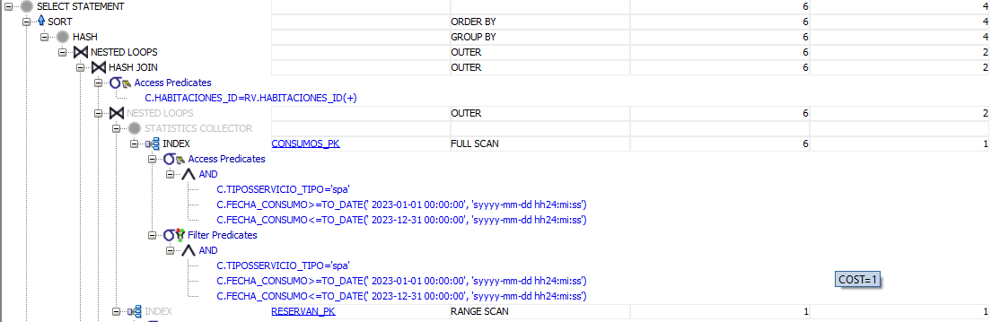 SELECT STATEMENT 6 4
SORT ORDER BY 6 4
HASH GROUP BY 6 4
NESTED LOOPS OUTER 6 2
HASH JOIN OUTER 6 2
Access Predicates
C.HABITACIONES_ID=RV.HABITACIONES_ID(+)
NESTED LOOPS OUTER 6 2
STATISTICS COLLECTOR
INDEX CONSUMOS_PK FULL SCAN 6 1
Access Predicates
AND
C.TIPOSSERVICIO_TIPO='spa'
C.FECHA_CONSUMO>=TO_DATE(' 2023-01-01 00:00:00', 'syyyy-mm-dd hh24:mi:ss')
C.FECHA_CONSUMO<=TO_DATE(' 2023-12-31 00:00:00', 'syyyy-mm-dd hh24:mi:ss')
Filter Predicates
AND
C.TIPOSSERVICIO_TIPO='spa'
C.FECHA_CONSUMO>=TO_DATE(' 2023-01-01 00:00:00', 'syyyy-mm-dd hh24:mi:ss')
COST=1
C.FECHA_CONSUMO<=TO_DATE(' 2023-12-31 00:00:00', 'syyyy-mm-dd hh24:mi:ss')
INDEX RESERVAN_PK RANGE SCAN 1 1